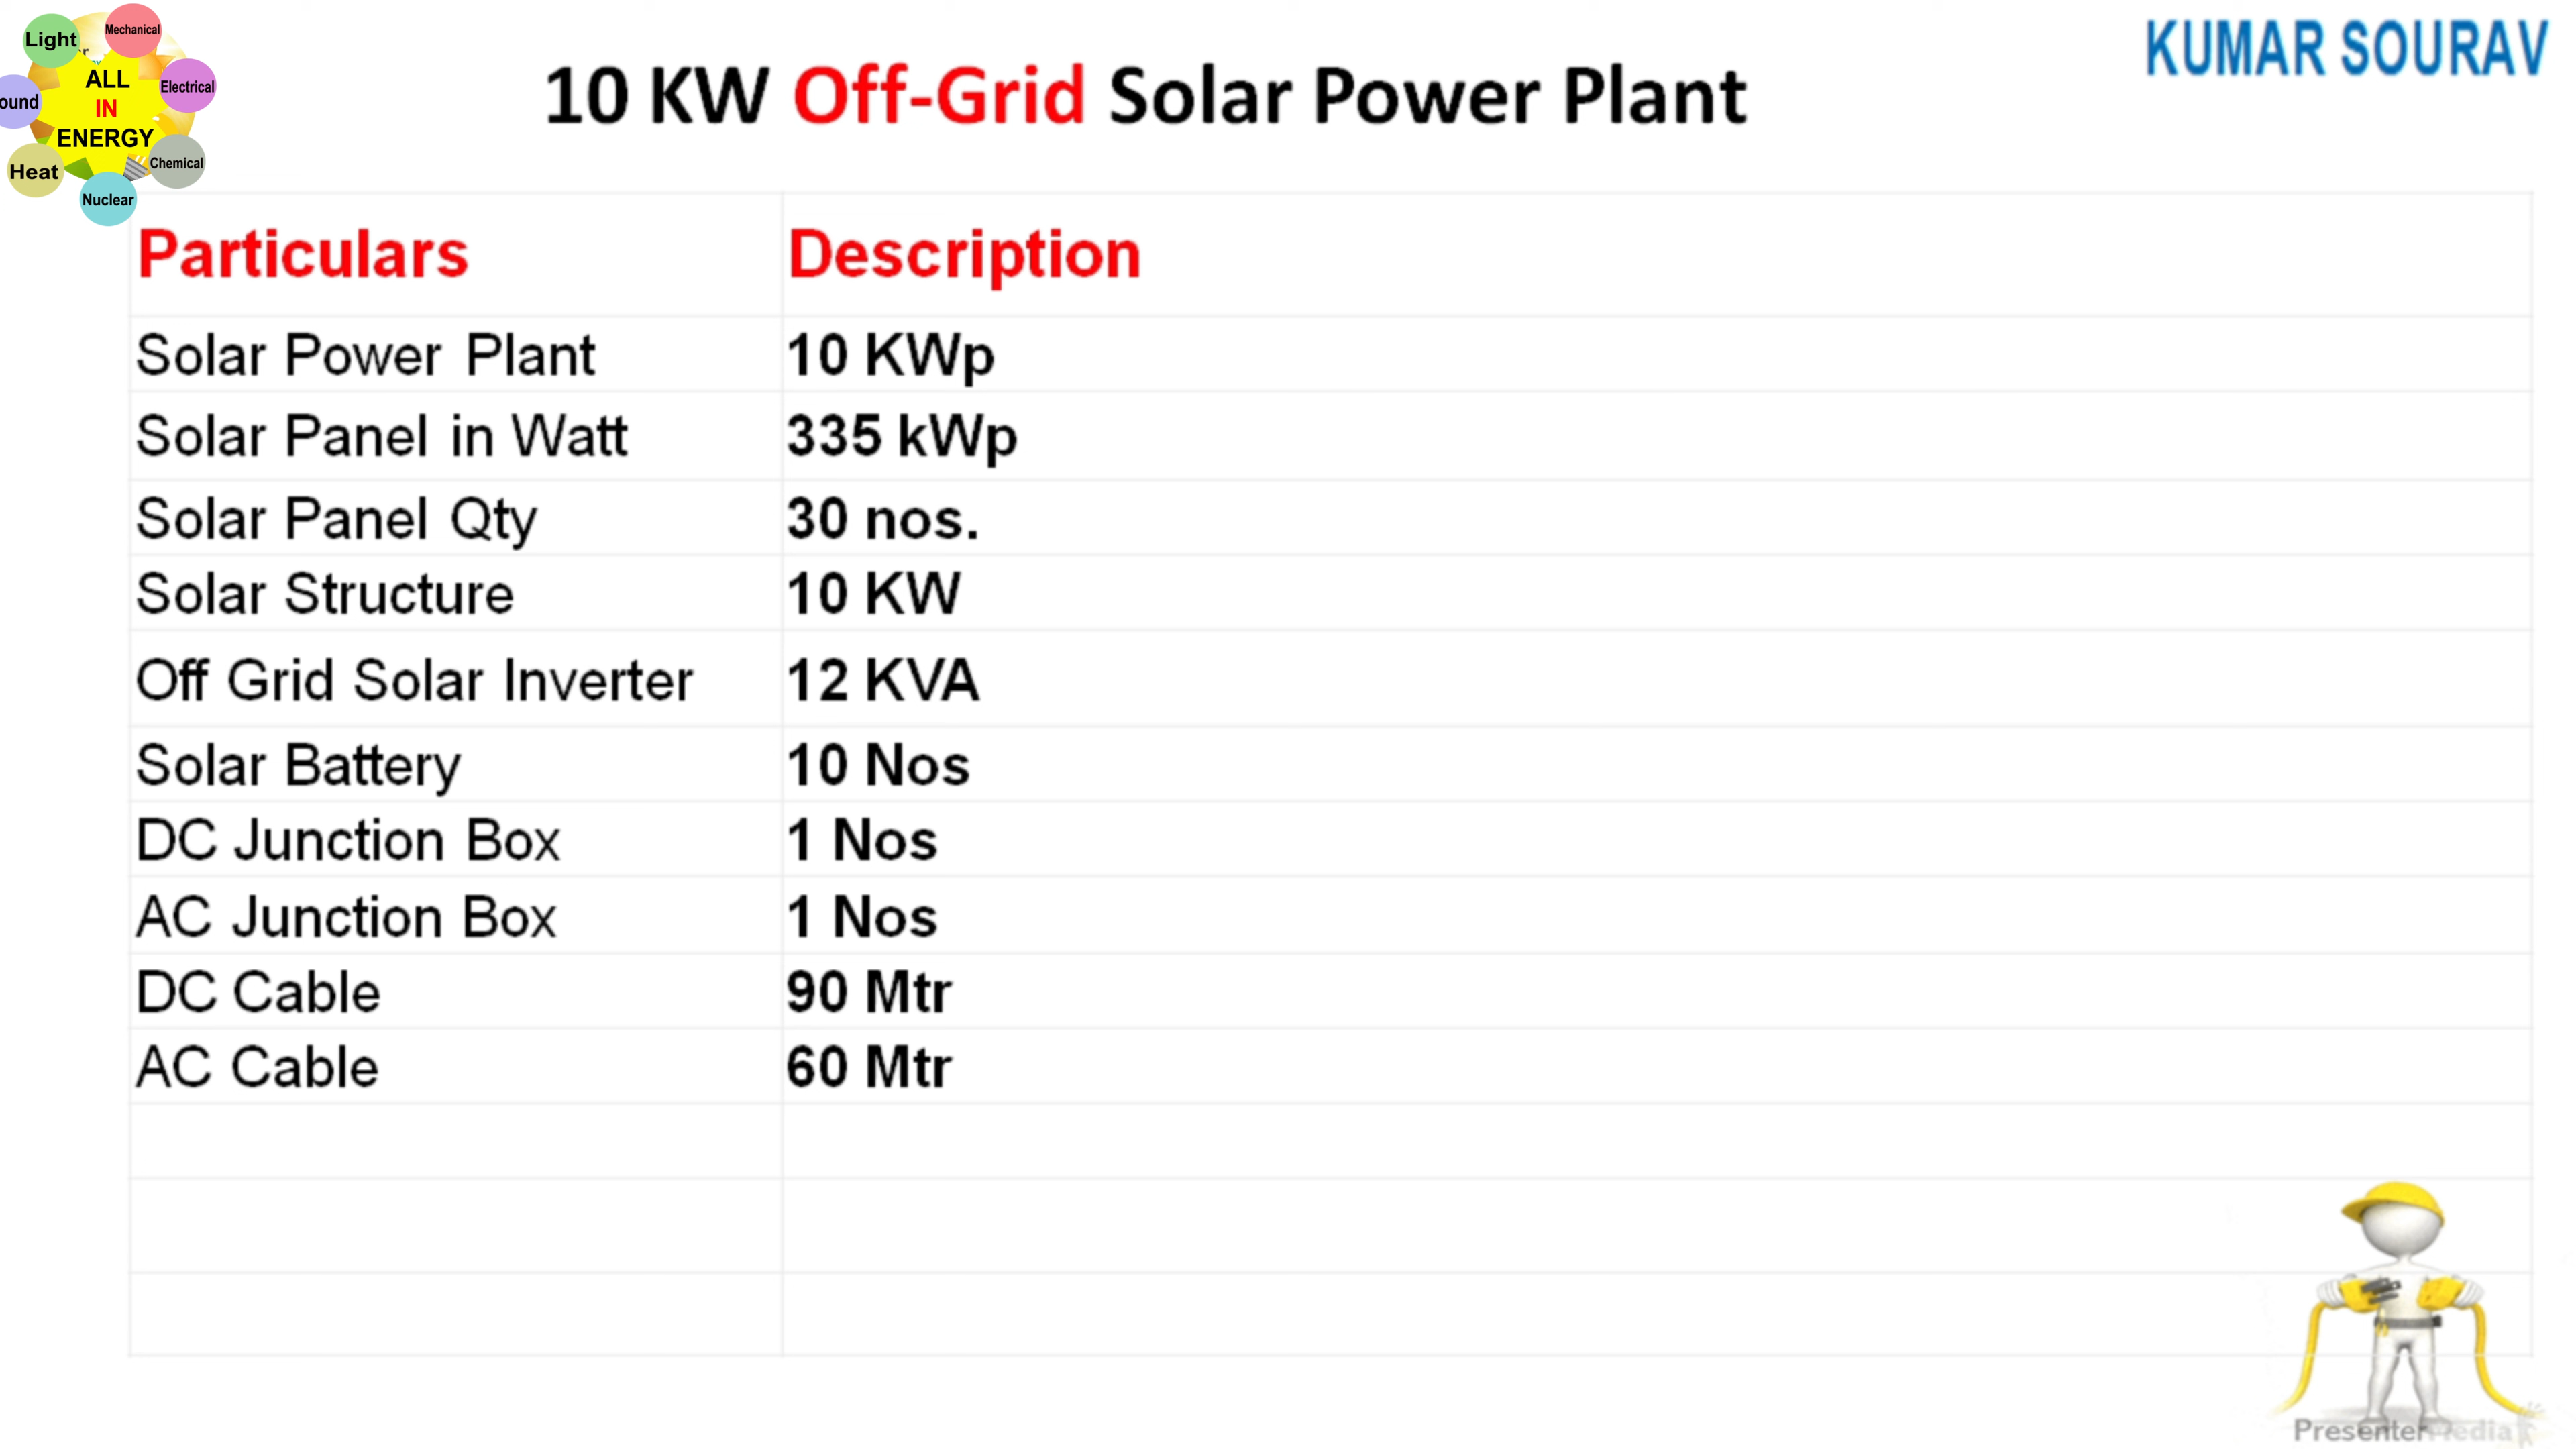 Light
Mechanical
ALL
IN
ENERGY
Electrical
ound
Heat
Chemical
Nuclear
KUMAR SOURAV
10 KW Off-Grid Solar Power Plant
Particulars Description
Solar Power Plant 10 KWp
Solar Panel in Watt 335 kWp
Solar Panel Qty 30 nos.
Solar Structure 10 KW
Off Grid Solar Inverter 12 KVA
Solar Battery 10 Nos
DC Junction Box 1 Nos
AC Junction Box 1 Nos
DC Cable 90 Mtr
AC Cable 60 Mtr
PresenterMedia